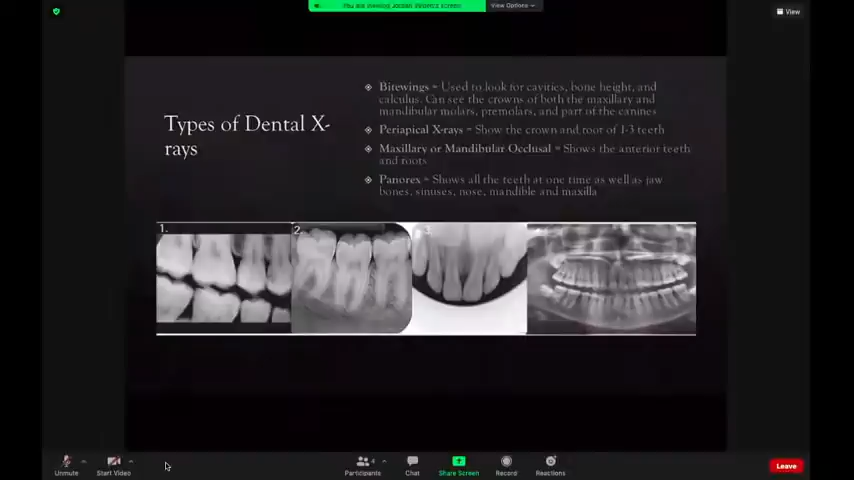 View Options
View
Types of Dental X-
rays
Bitewings = Used to look for cavities, bone height, and
calculus. Can see the crowns of both the maxillary and
mandibular molars, premolars, and part of the canines
Periapical X-rays = Show the crown and root of 1-3 teeth
Maxillary or Mandibular Occlusal = Shows the anterior teeth
and roots
Panorex = Shows all the teeth at one time as well as jaw
bones, sinuses, nose, mandible and maxilla
1.
2.
3
Unmute
Start Video
4
Participants
Chat
Share Screen
Record
Reactions
Leave